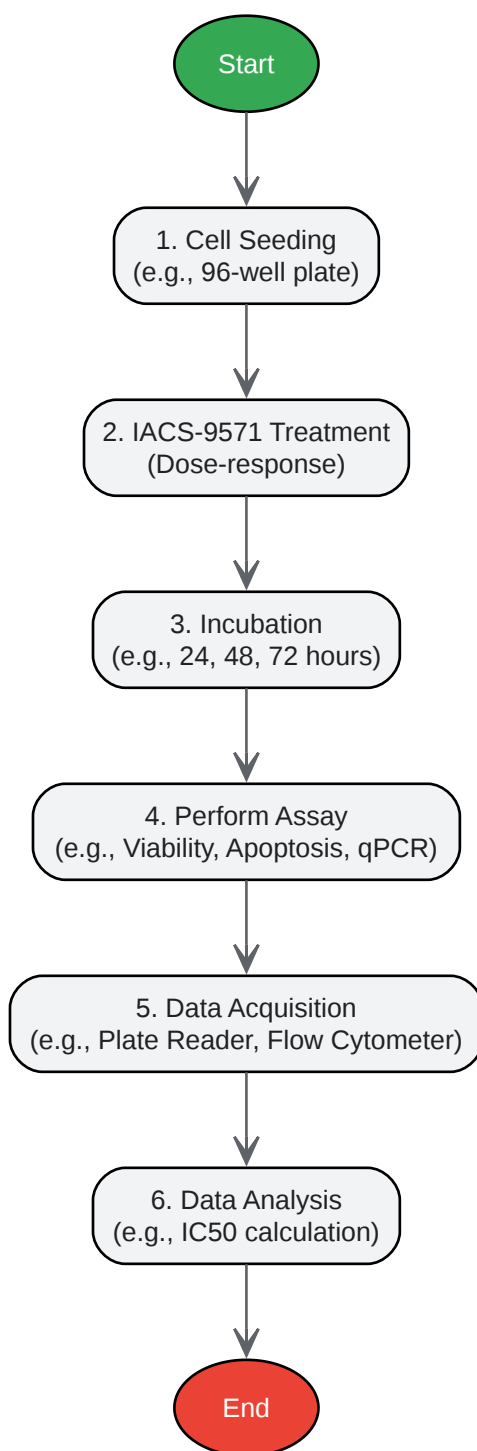 Start
1. Cell Seeding
(e.g., 96-well plate)
2. IACS-9571 Treatment
(Dose-response)
3. Incubation
(e.g., 24, 48, 72 hours)
4. Perform Assay
(e.g., Viability, Apoptosis, qPCR)
5. Data Acquisition
(e.g., Plate Reader, Flow Cytometer)
6. Data Analysis
(e.g., IC50 calculation)
End